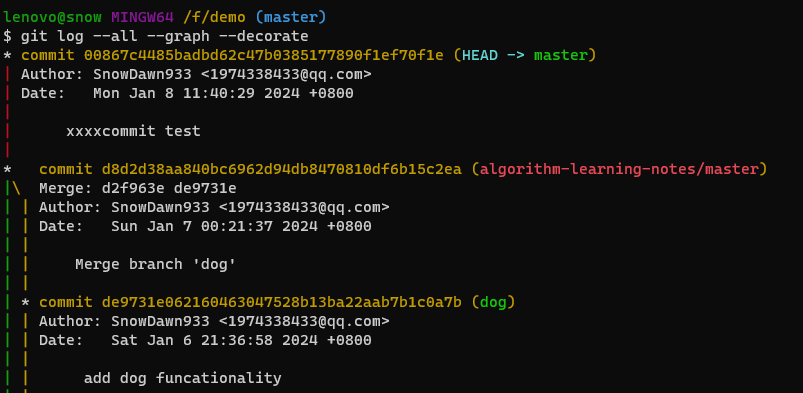 lenovo@snow MINGW64 /f/demo (master)
$ git log --all --graph --decorate
* commit 00867c4485badbd62c47b0385177890f1ef70f1e (HEAD -> master)
| Author: SnowDawn933 <1974338433@qq.com>
| Date:   Mon Jan 8 11:40:29 2024 +0800
|
|     xxxxcommit test
|
*   commit d8d2d38aa840bc6962d94db8470810df6b15c2ea (algorithm-learning-notes/master)
|\  Merge: d2f963e de9731e
| | Author: SnowDawn933 <1974338433@qq.com>
| | Date:   Sun Jan 7 00:21:37 2024 +0800
| |
| |     Merge branch 'dog'
| |
| * commit de9731e062160463047528b13ba22aab7b1c0a7b (dog)
| | Author: SnowDawn933 <1974338433@qq.com>
| | Date:   Sat Jan 6 21:36:58 2024 +0800
| |
| |     add dog funcationality
| |